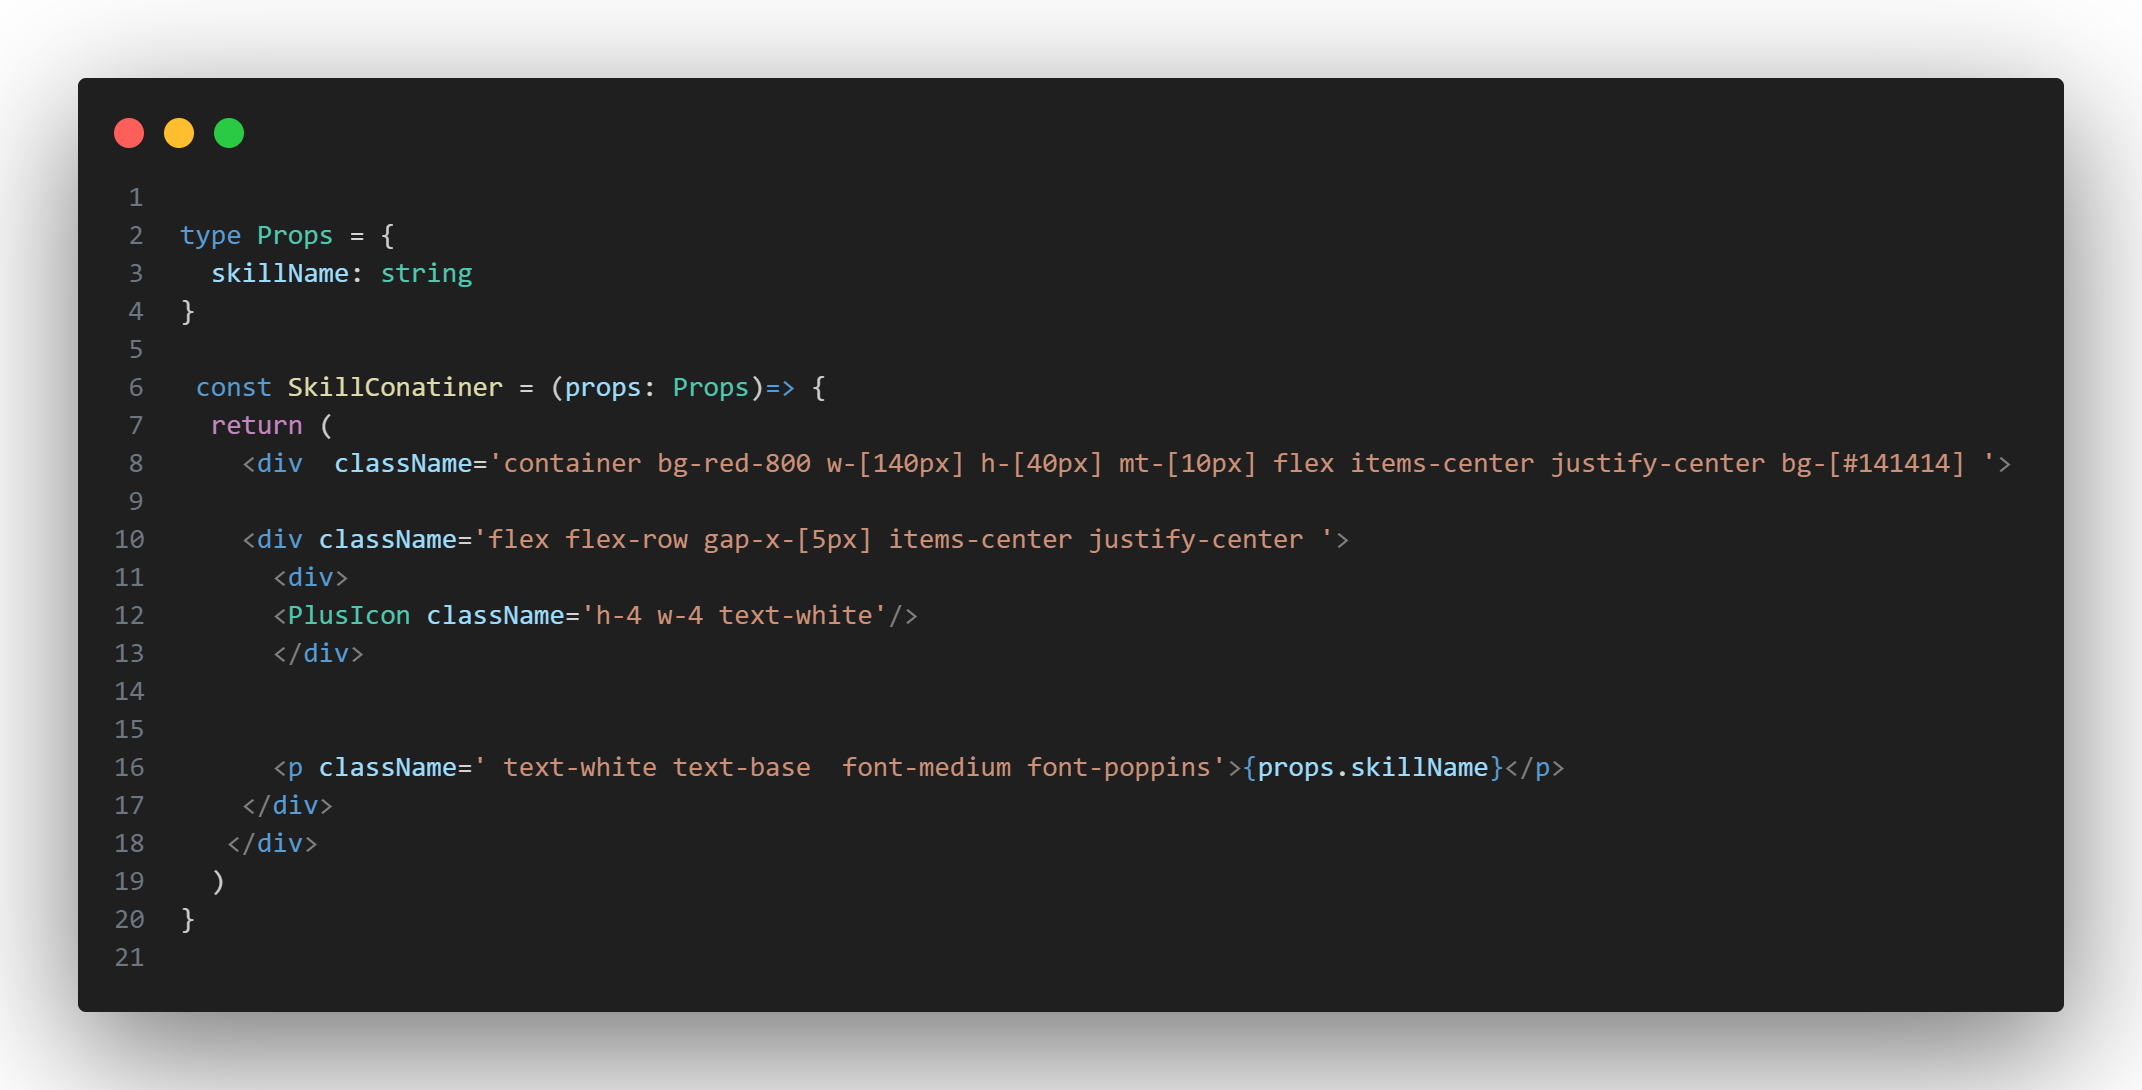 1
2 type Props = {
3   skillName: string
4 }
5
6  const SkillConatiner = (props: Props)=> {
7   return (
8     <div  className='container bg-red-800 w-[140px] h-[40px] mt-[10px] flex items-center justify-center bg-[#141414] '>
9
10     <div className='flex flex-row gap-x-[5px] items-center justify-center '>
11       <div>
12       <PlusIcon className='h-4 w-4 text-white'/>
13       </div>
14
15
16       <p className=' text-white text-base  font-medium font-poppins'>{props.skillName}</p>
17     </div>
18    </div>
19   )
20 }
21